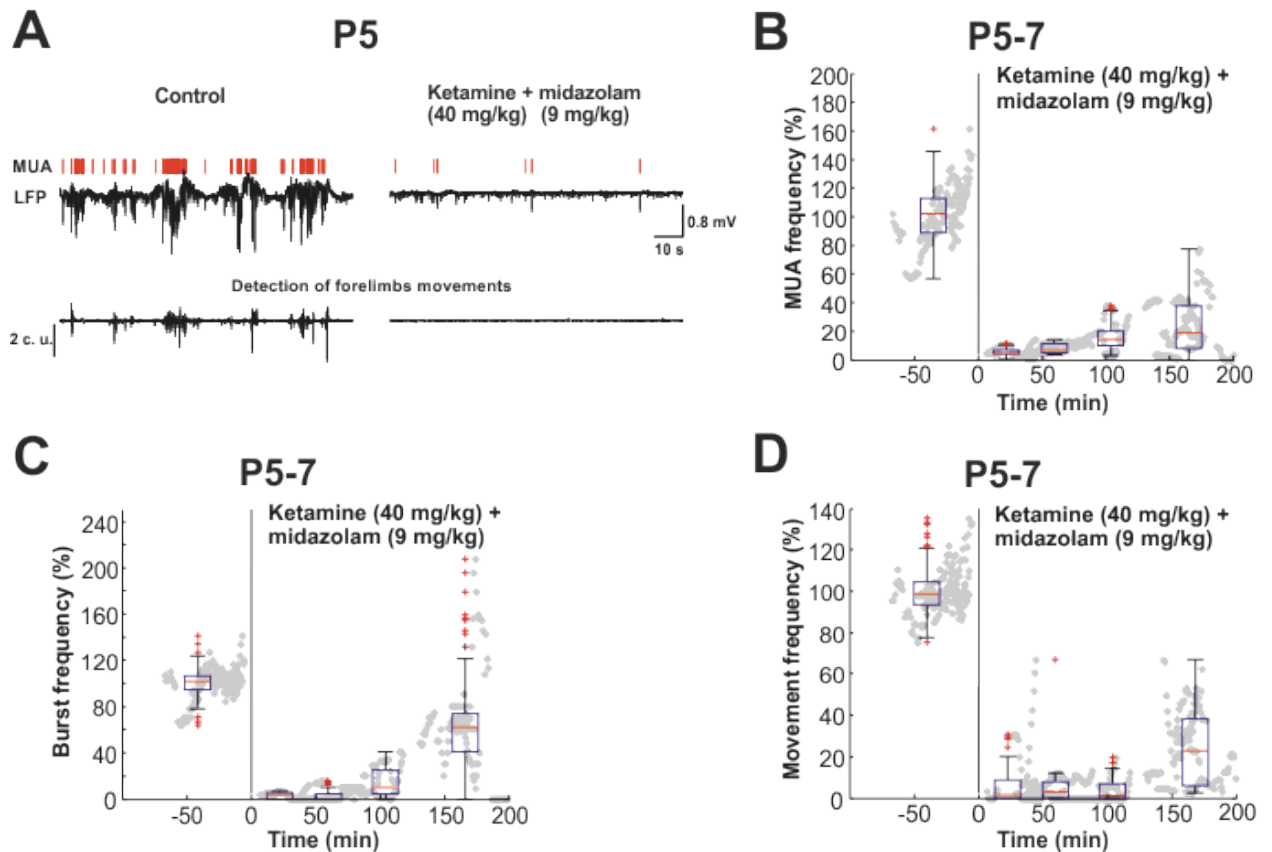 A
P5
Control
Ketamine + midazolam
(40 mg/kg) (9 mg/kg)
MUA
LFP
0.8 mV
10 s
Detection of forelimbs movements
2 c. u.
B
P5-7
Ketamine (40 mg/kg) +
midazolam (9 mg/kg)
MUA frequency (%)
200
180
160
140
120
100
80
60
40
20
0
-50 0 50 100 150 200
Time (min)
C
P5-7
Ketamine (40 mg/kg) +
midazolam (9 mg/kg)
Burst frequency (%)
240
200
160
120
80
40
0
-50 0 50 100 150 200
Time (min)
D
P5-7
Ketamine (40 mg/kg) +
midazolam (9 mg/kg)
Movement frequency (%)
140
120
100
80
60
40
20
0
-50 0 50 100 150 200
Time (min)